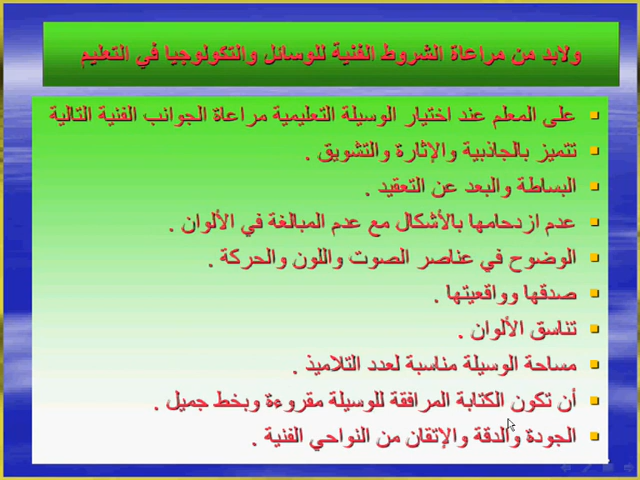 ولابد من مراعاة الشروط الفنية للوسائل والتكولوجيا في التعليم
على المعلم عند اختيار الوسيلة التعليمية مراعاة الجوانب الفنية التالية
تتميز بالجاذبية والإثارة والتشويق .
البساطة والبعد عن التعقيد .
عدم ازدحامها بالأشكال مع عدم المبالغة في الألوان .
الوضوح في عناصر الصوت واللون والحركة .
صدقها وواقعيتها .
تناسق الألوان .
مساحة الوسيلة مناسبة لعدد التلاميذ .
أن تكون الكتابة المرافقة للوسيلة مقروءة وبخط جميل .
الجودة والدقة والإتقان من النواحي الفنية .